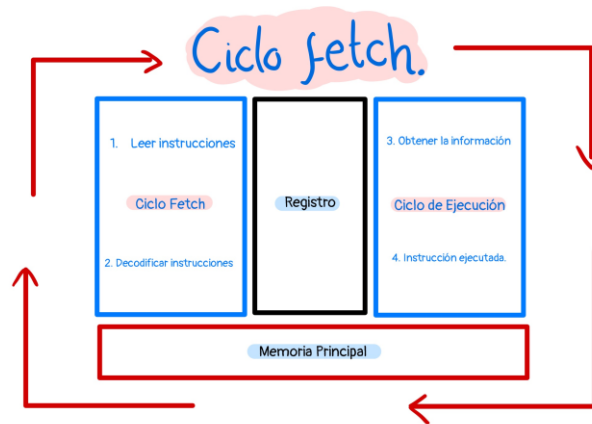 Ciclo fetch.
1. Leer instrucciones
Ciclo Fetch
2. Decodificar instrucciones
Registro
3. Obtener la información
Ciclo de Ejecución
4. Instrucción ejecutada.
Memoria Principal